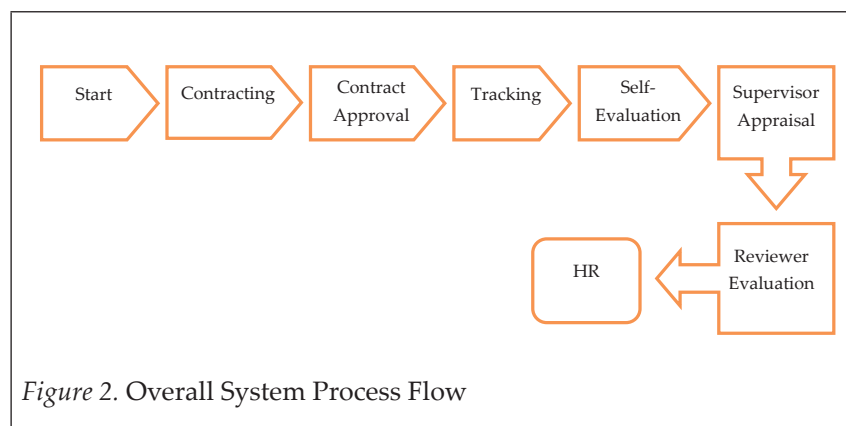 Start
Contracting
Contract
Approval
Tracking
Self-
Evaluation
Supervisor
Appraisal
Reviewer
Evaluation
HR
Figure 2. Overall System Process Flow